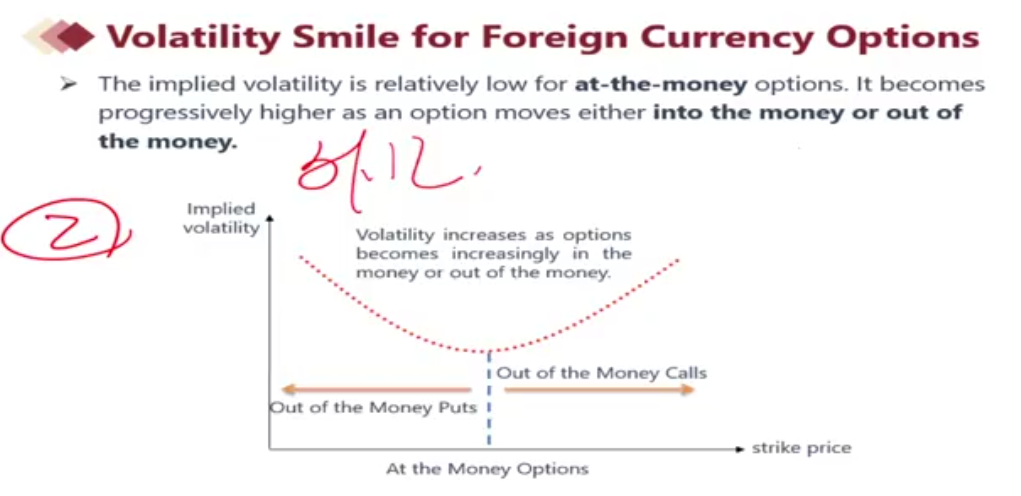 Volatility Smile for Foreign Currency Options
➢ The implied volatility is relatively low for at-the-money options. It becomes
progressively higher as an option moves either into the money or out of
the money.
2
Implied
volatility
Volatility increases as options
becomes increasingly in the
money or out of the money.
Out of the Money Calls
Out of the Money Puts
strike price
At the Money Options